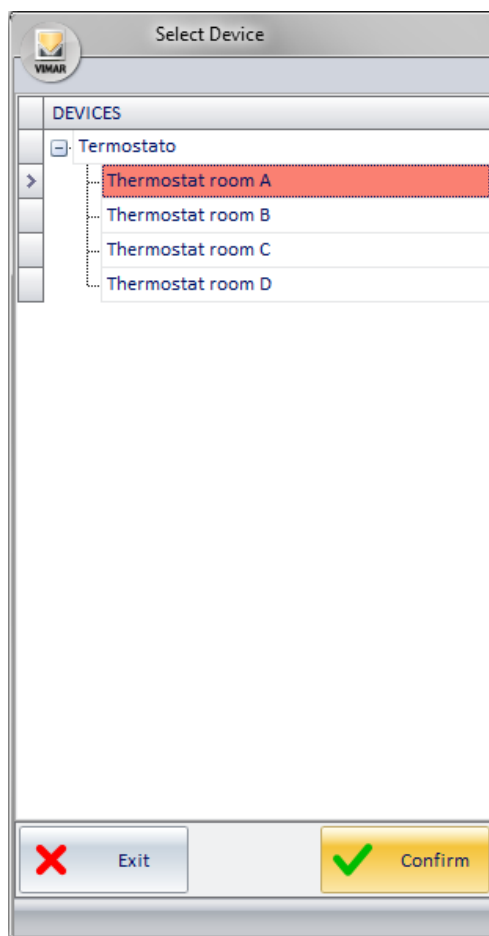 Select Device
VIMAR
DEVICES
Termostato
Thermostat room A
Thermostat room B
Thermostat room C
Thermostat room D
Exit
Confirm